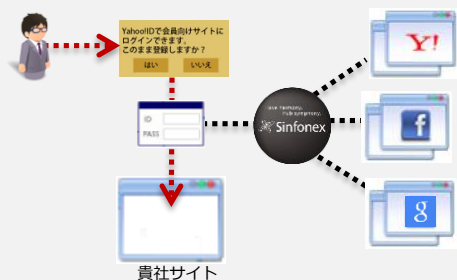 Yahoo!IDで会員向けサイトに
ログインできます。
このまま登録しますか?
はい いいえ
ID
PASS
Sinfonex
Y!
f
g
貴社サイト